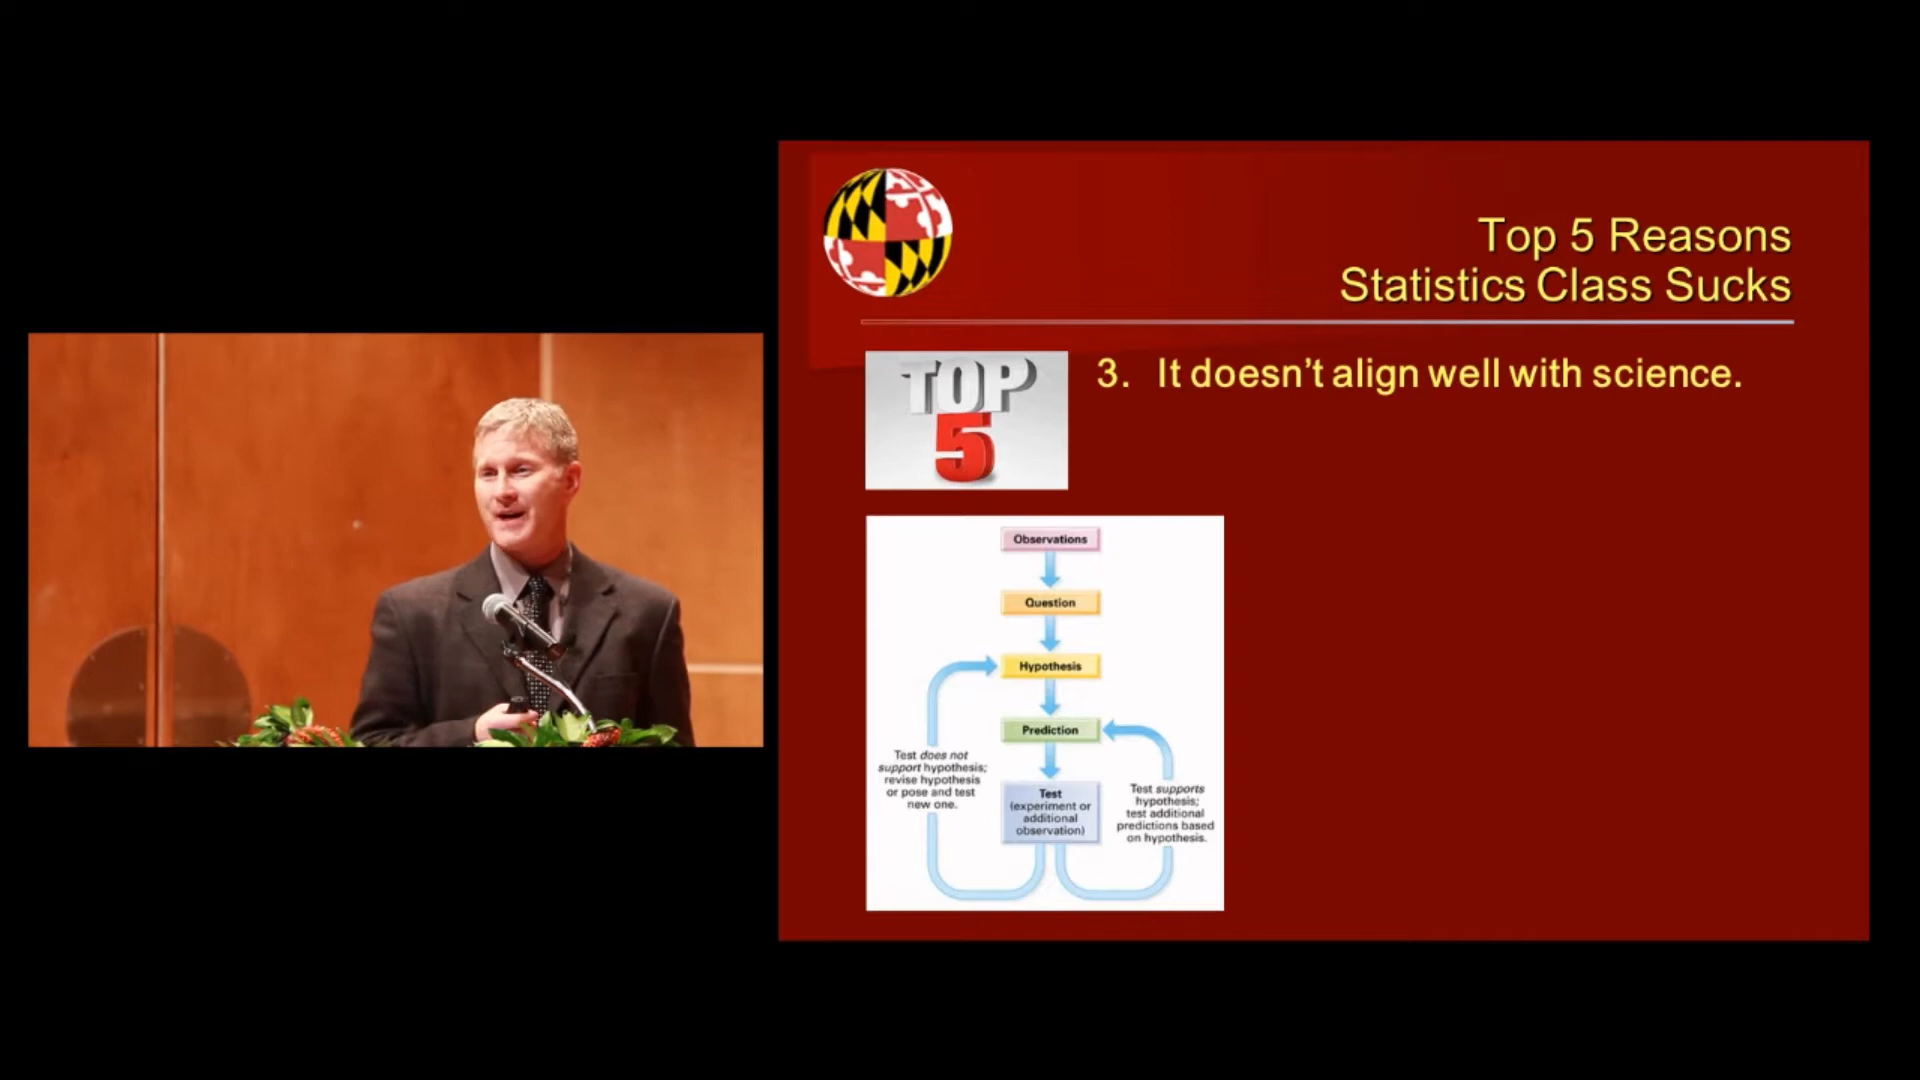 Top 5 Reasons
Statistics Class Sucks
TOP
5
3. It doesn’t align well with science.
Observations
Question
Hypothesis
Prediction
Test
(experiment or
additional
observation)
Test does not
support hypothesis;
revise hypothesis
or pose and test
new one.
Test supports
hypothesis;
test additional
predictions based
on hypothesis.